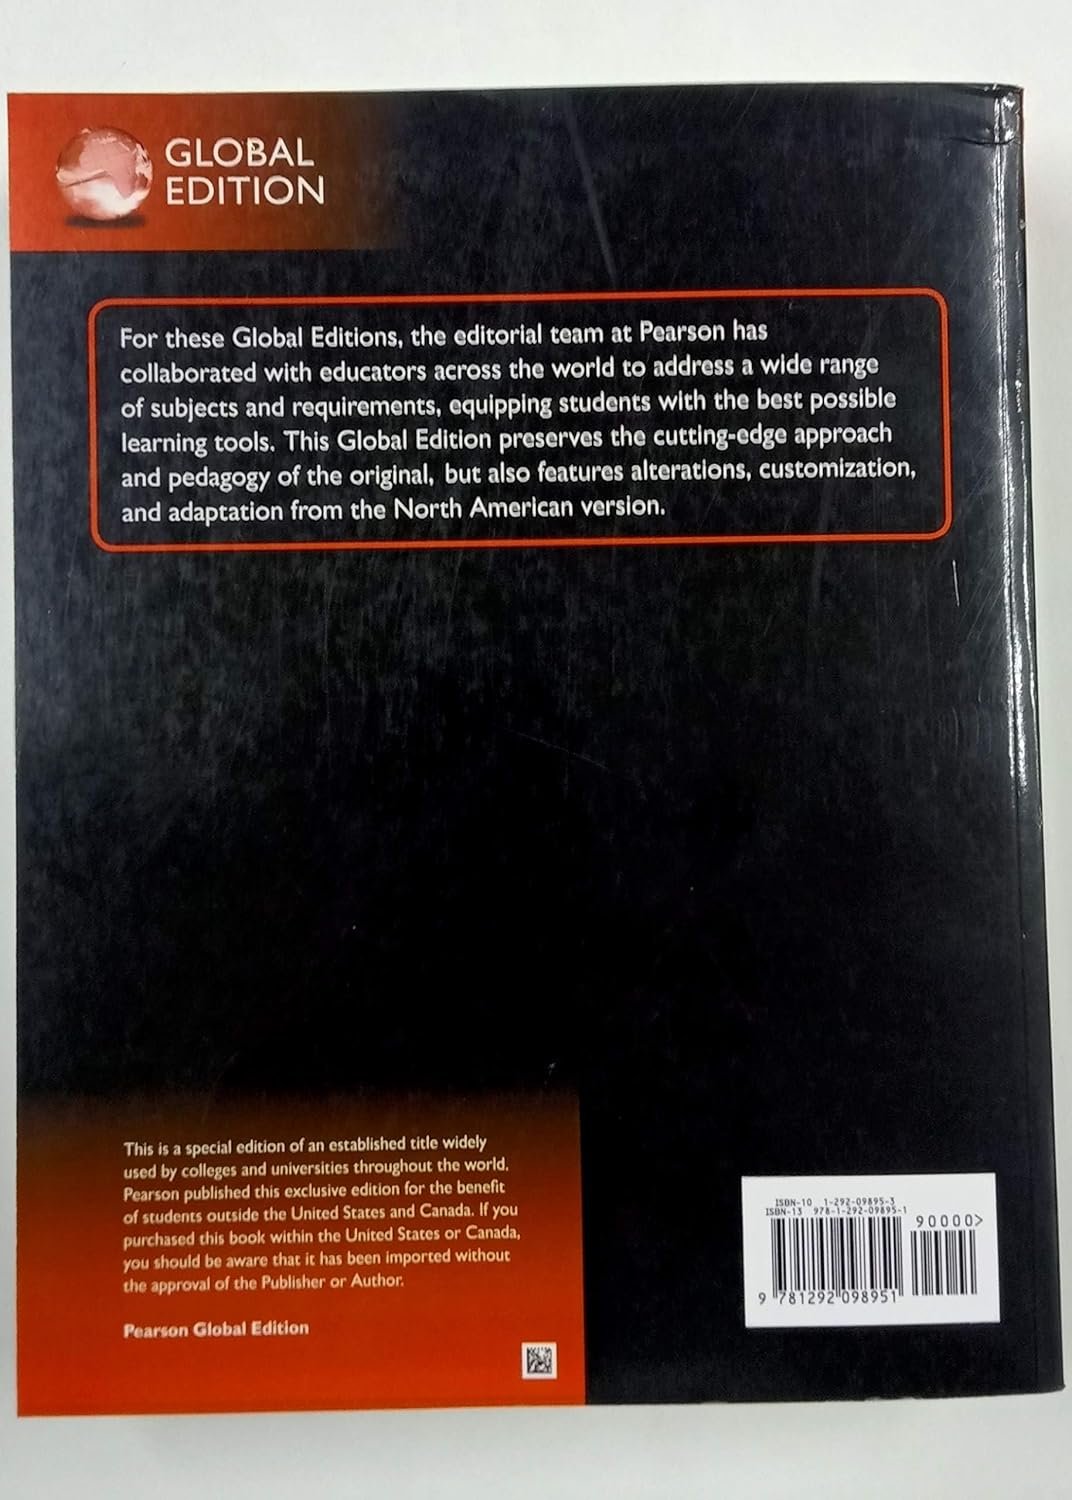 GLOBAL
EDITION
For these Global Editions, the editorial team at Pearson has
collaborated with educators across the world to address a wide range
of subjects and requirements, equipping students with the best possible
learning tools. This Global Edition preserves the cutting-edge approach
and pedagogy of the original, but also features alterations, customization,
and adaptation from the North American version.
This is a special edition of an established title widely
used by colleges and universities throughout the world.
Pearson published this exclusive edition for the benefit
of students outside the United States and Canada. If you
purchased this book within the United States or Canada,
you should be aware that it has been imported without
the approval of the Publisher or Author.
Pearson Global Edition
ISBN-10 1-292-09895-3
ISBN-13 978-1-292-09895-1
90000>
9 781292 098951